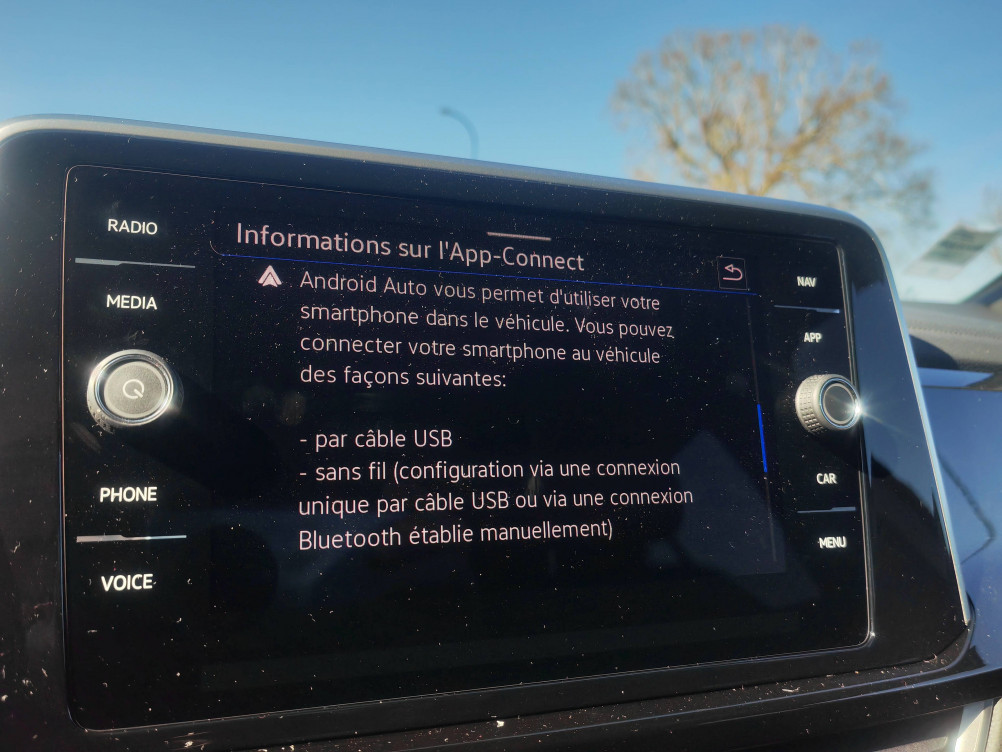 RADIO
MEDIA
PHONE
VOICE
Informations sur l'App-Connect
Android Auto vous permet d'utiliser votre
smartphone dans le véhicule. Vous pouvez
connecter votre smartphone au véhicule
des façons suivantes:
- par câble USB
- sans fil (configuration via une connexion
unique par câble USB ou via une connexion
Bluetooth établie manuellement)
NAV
APP
CAR
MENU